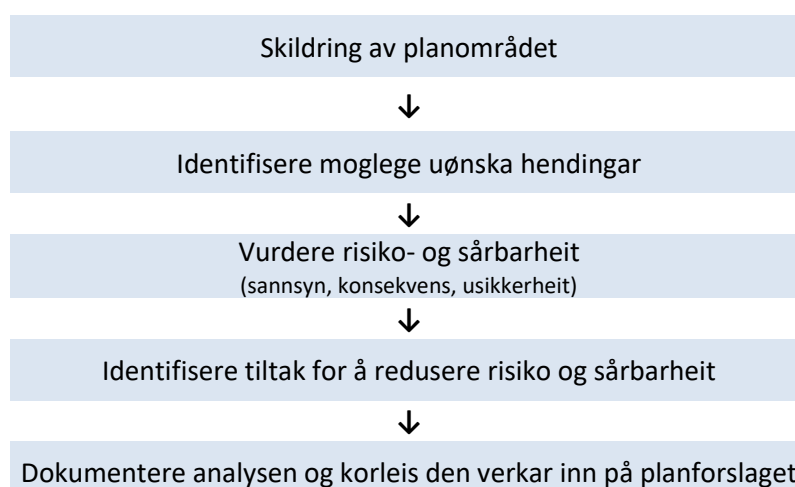 Skildring av planområdet
↓
Identifisere moglege uønska hendingar
↓
Vurdere risiko- og sårbarheit
(sannsyn, konsekvens, usikkerheit)
↓
Identifisere tiltak for å redusere risiko og sårbarheit
↓
Dokumentere analysen og korleis den verkar inn på planforslaget